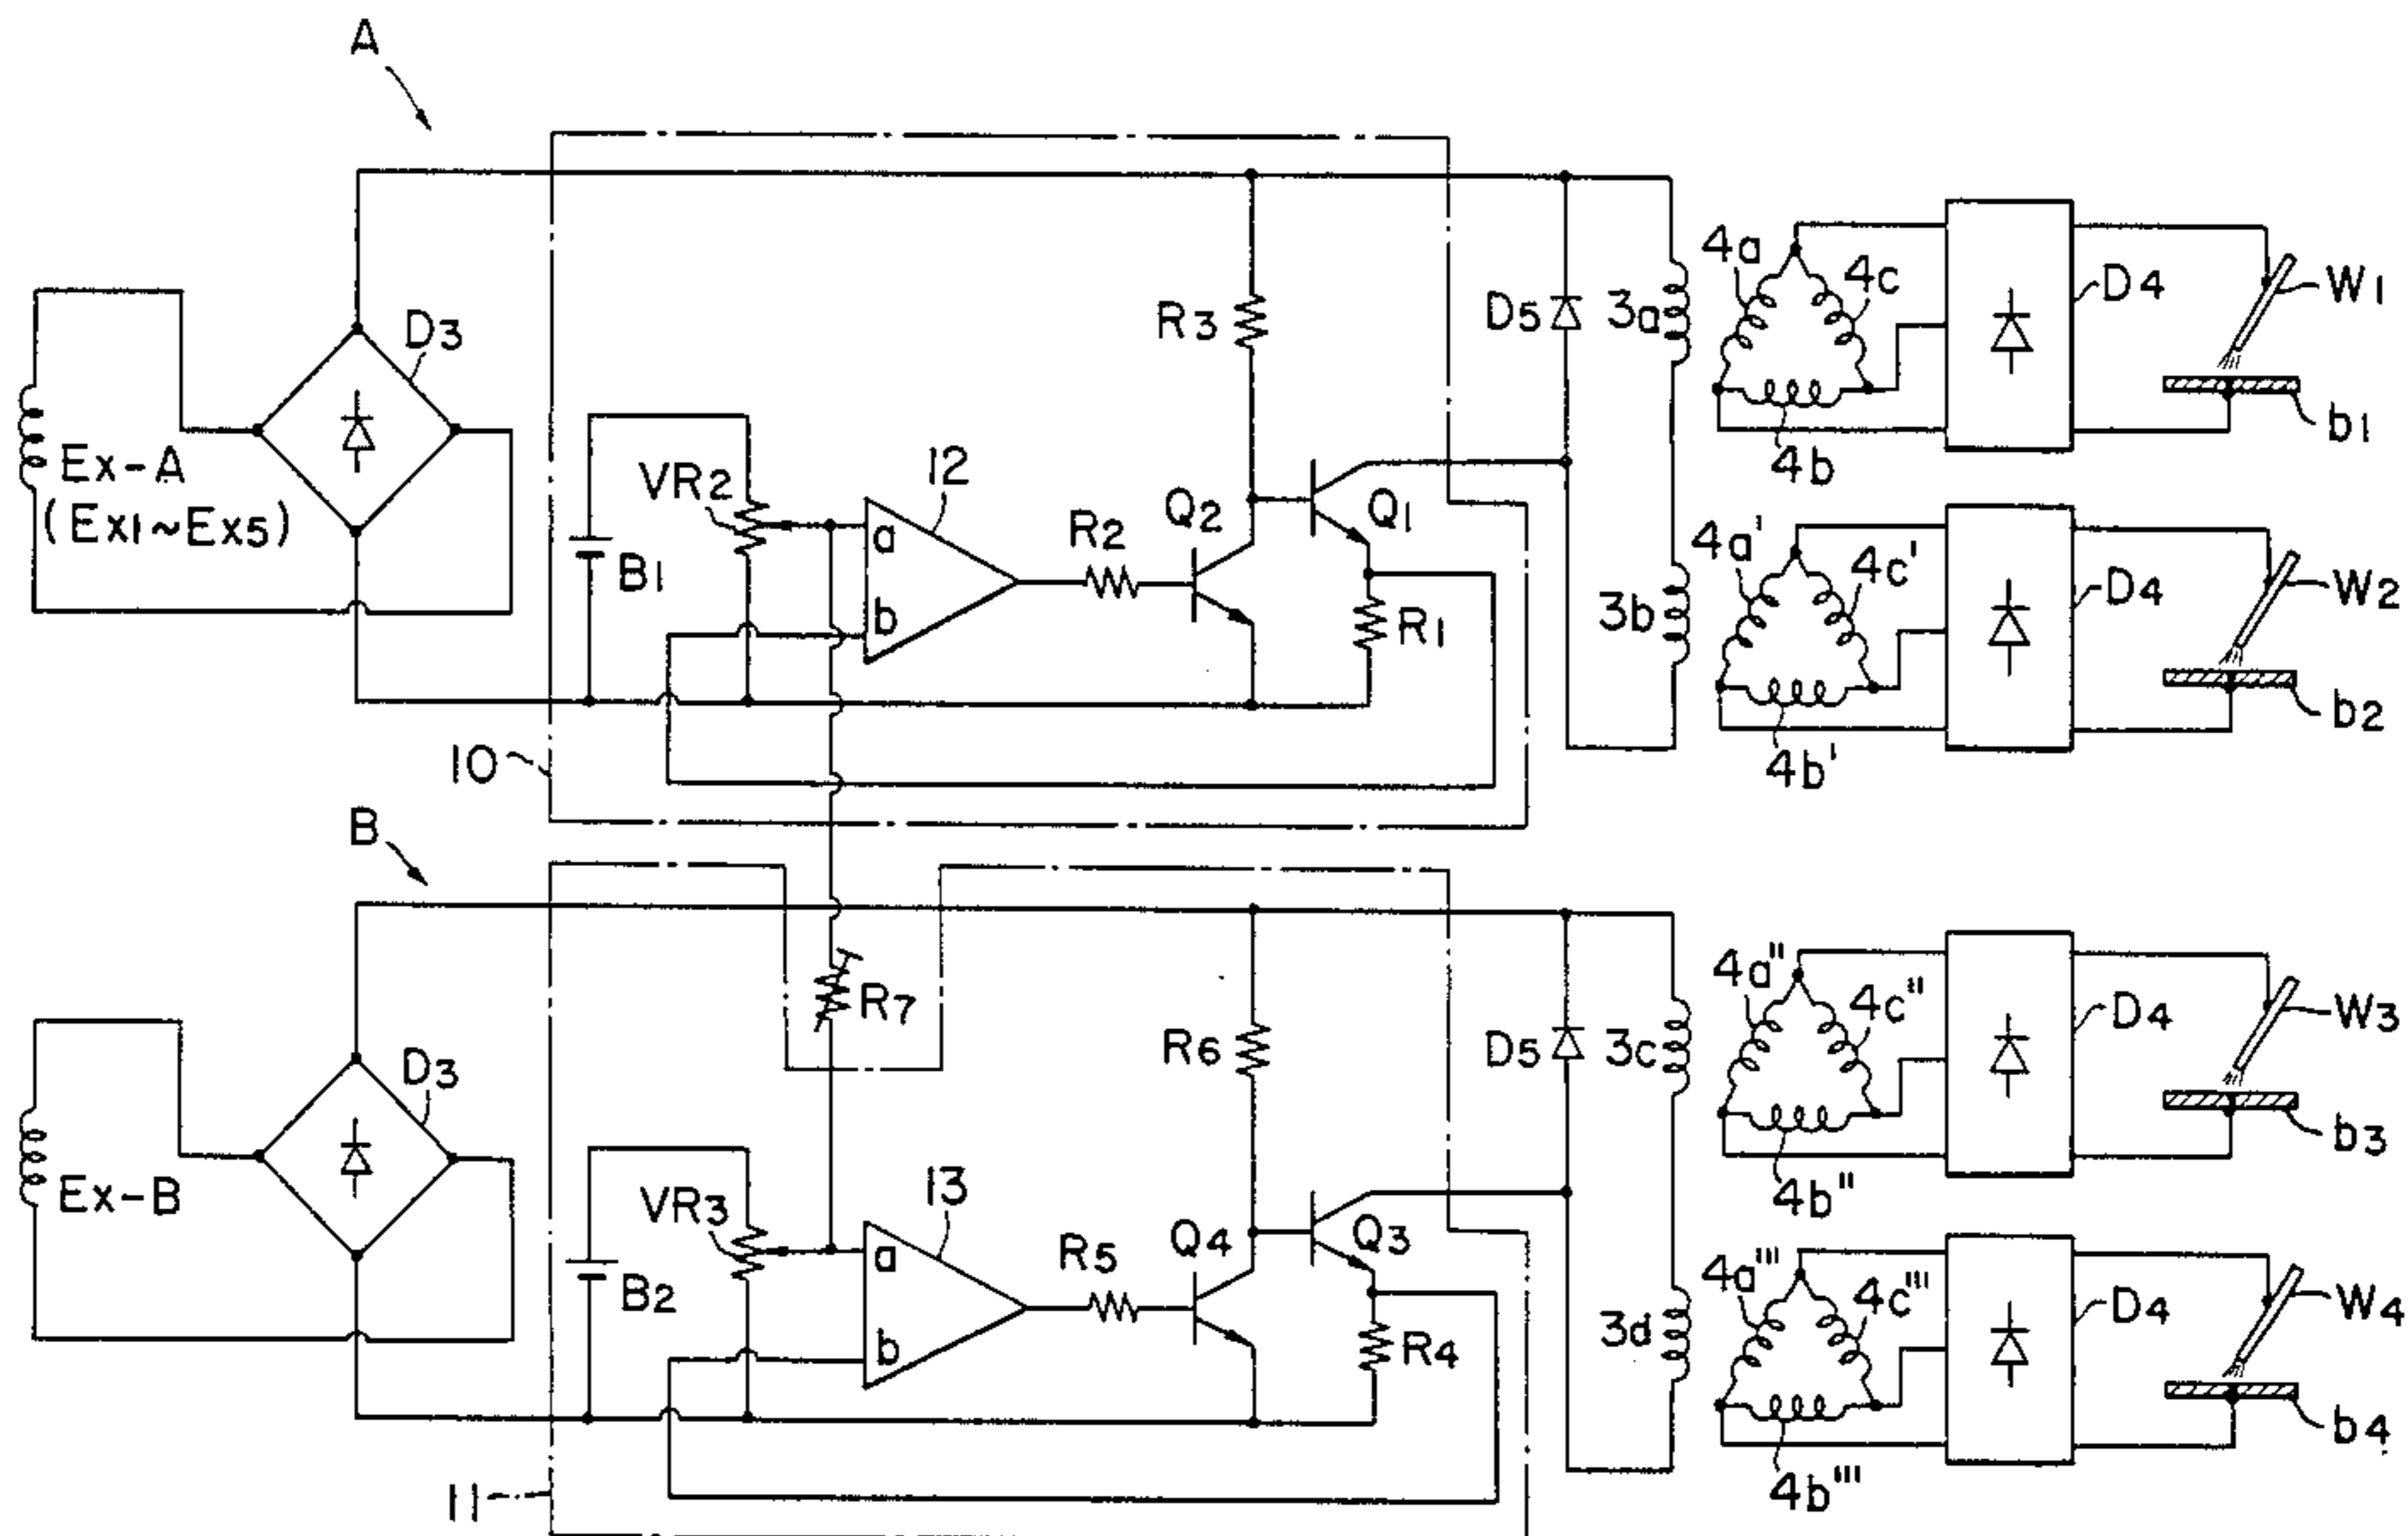 A
D3
Ex-A
(Ex1~Ex5)
B1
VR2
12
a
b
R2
Q2
R3
Q1
R1
D5
3a
3b
4a
4c
4b
D4
W1
b1
4a'
4c'
4b'
D4
W2
b2
10
B
D3
Ex-B
B2
VR3
R7
13
a
b
R5
Q4
R6
Q3
R4
D5
3c
3d
4a"
4c"
4b"
D4
W3
b3
4a'''
4c'''
4b'''
D4
W4
b4
11